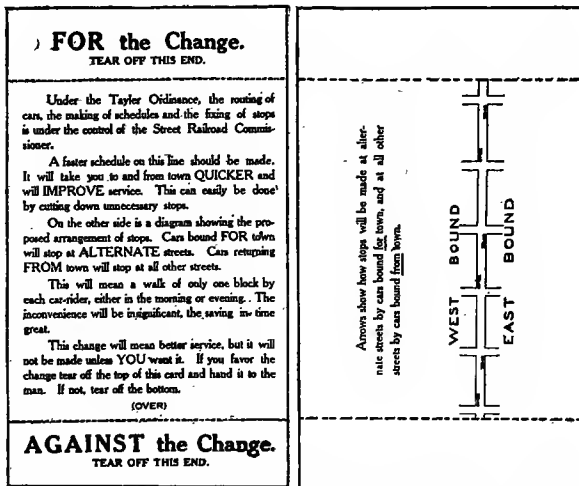 FOR the Change.
TEAR OFF THIS END.
Under the Tayler Ordinance, the routing of
cars, the making of schedules and the fixing of stops
is under the control of the Street Railroad Commis-
sioner.
A faster schedule on this line should be made.
It will take you to and from town QUICKER and
will IMPROVE service. This can easily be done
by cutting down unnecessary stops.
On the other side is a diagram showing the pro-
posed arrangement of stops. Cars bound FOR town
will stop at ALTERNATE streets. Cars returning
FROM town will stop at all other streets.
This will mean a walk of only one block by
each car-rider, either in the morning or evening. The
inconvenience will be insignificant, the saving in time
great.
This change will mean better service, but it will
not be made unless YOU want it. If you favor the
change tear off the top of this card and hand it to the
man. If not, tear off the bottom.
(OVER)
AGAINST the Change.
TEAR OFF THIS END.
Arrows show how stops will be made at alter-
nate streets by cars bound for town, and at all other
streets by cars bound from town.
WEST BOUND
EAST BOUND